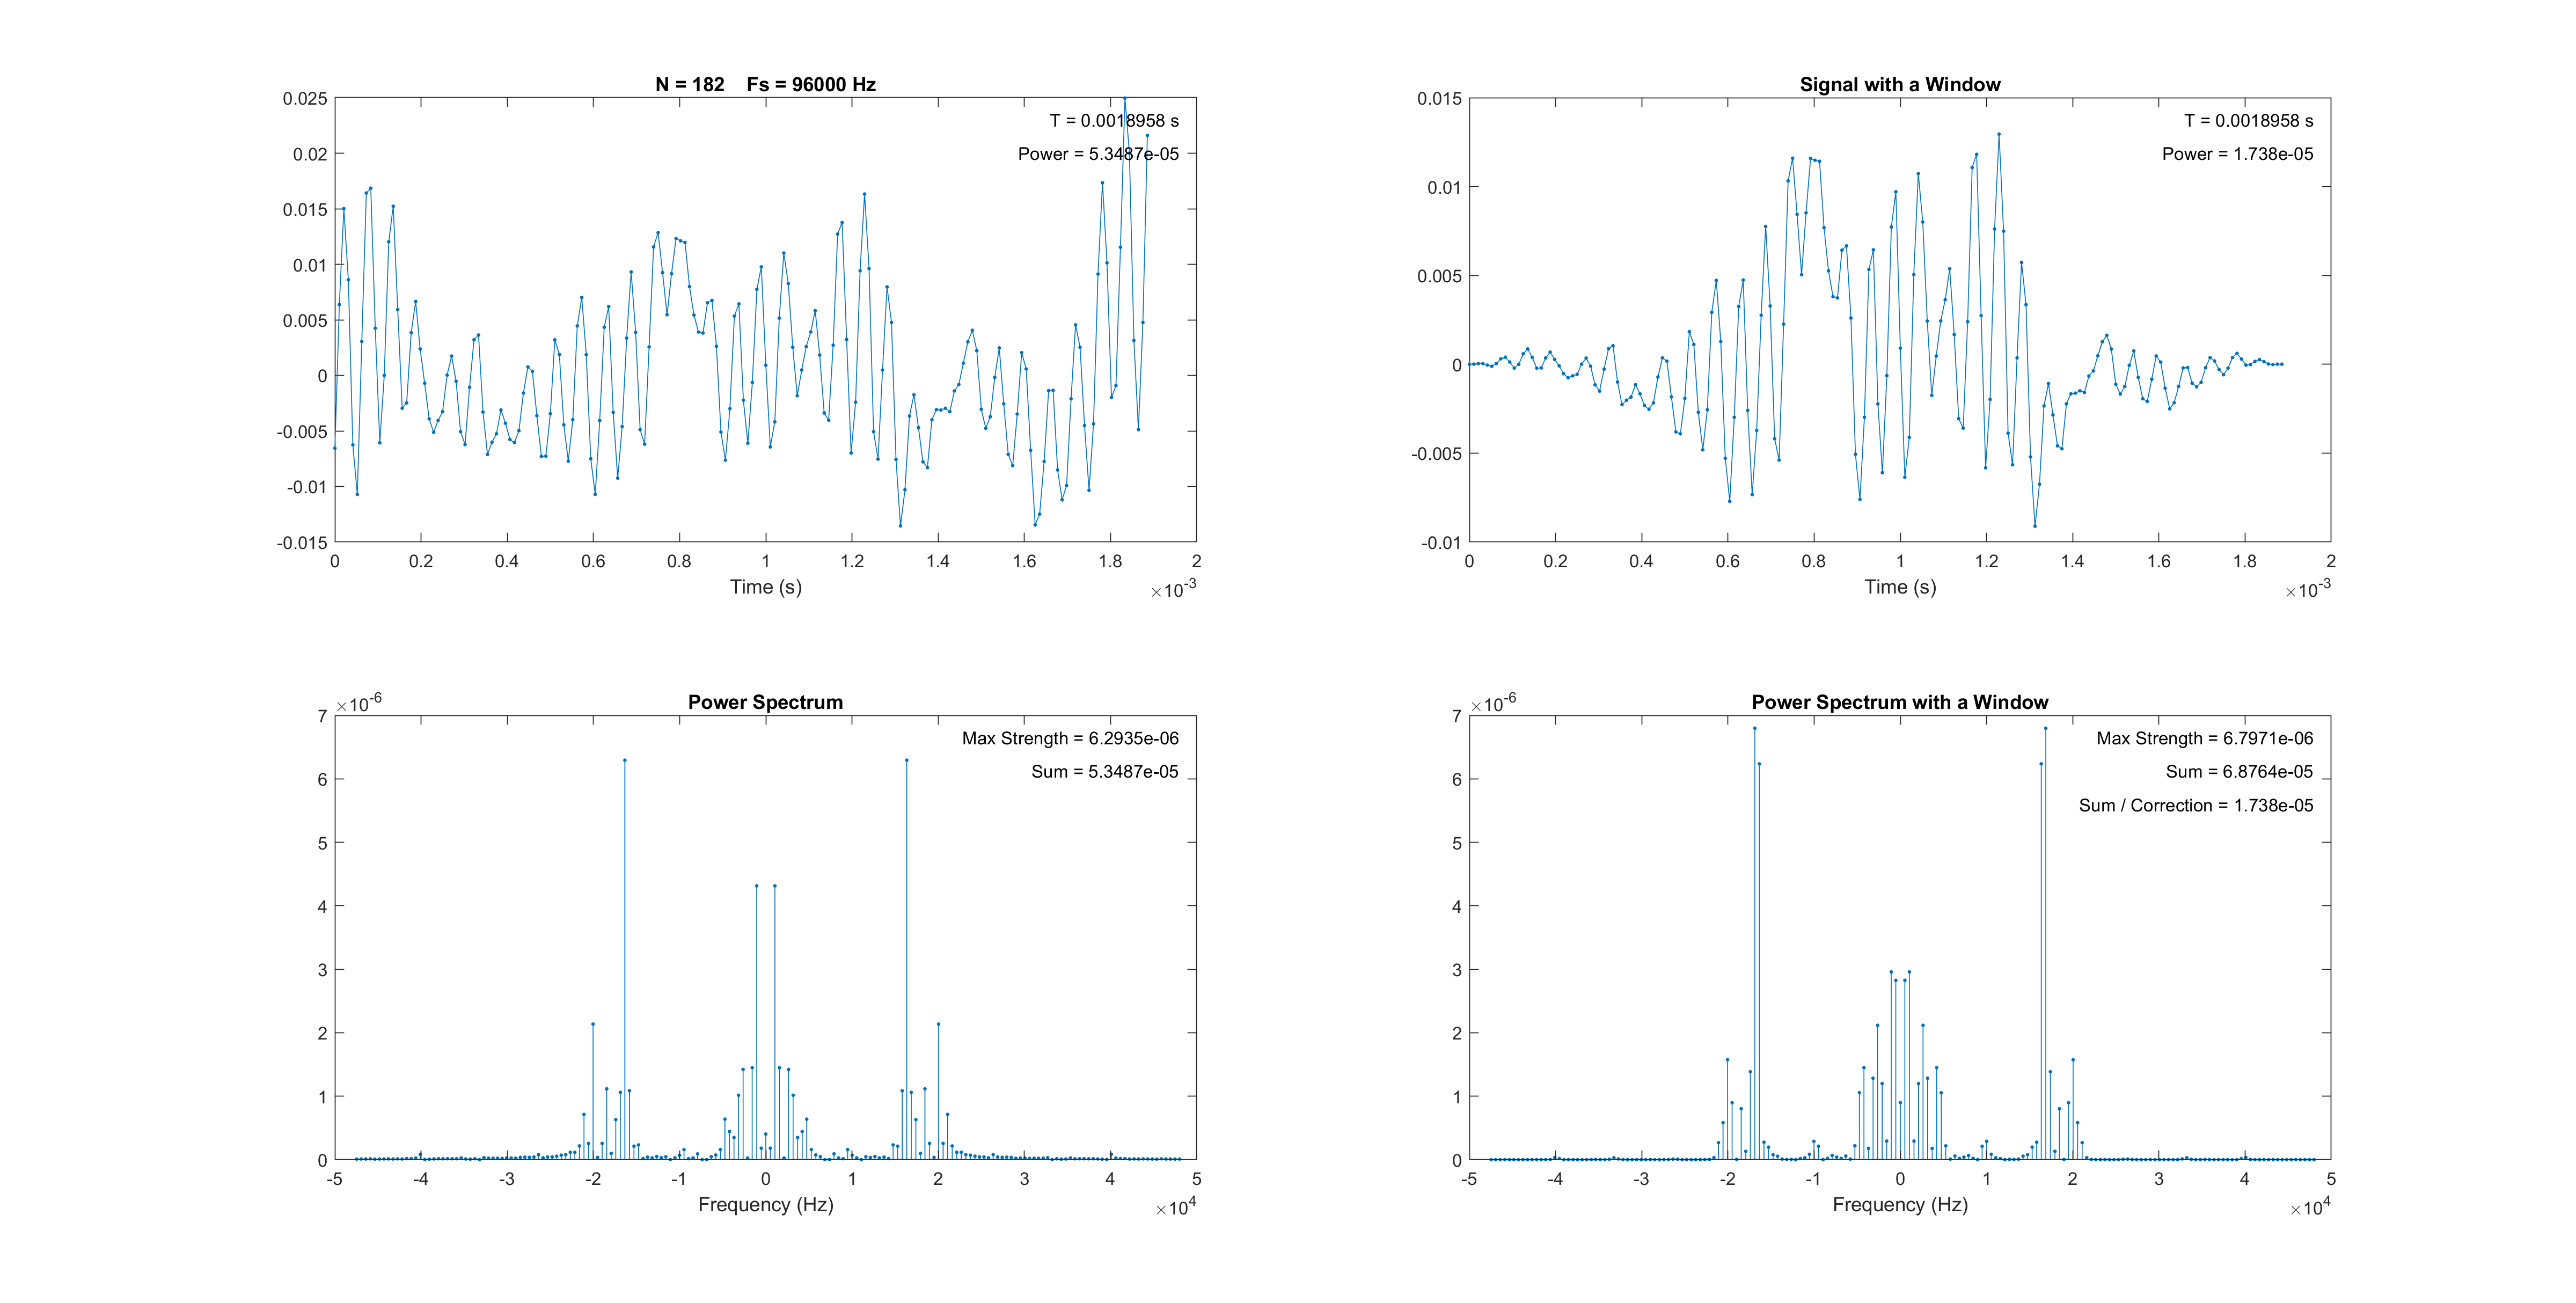 N = 182    Fs = 96000 Hz
0.025
0.02
0.015
0.01
0.005
0
-0.005
-0.01
-0.015
T = 0.0018958 s
Power = 5.3487e-05
0 0.2 0.4 0.6 0.8 1 1.2 1.4 1.6 1.8 2
Time (s)
×10-3
Signal with a Window
0.015
0.01
0.005
0
-0.005
-0.01
T = 0.0018958 s
Power = 1.738e-05
0 0.2 0.4 0.6 0.8 1 1.2 1.4 1.6 1.8 2
Time (s)
×10-3
Power Spectrum
×10-6
7
6
5
4
3
2
1
0
Max Strength = 6.2935e-06
Sum = 5.3487e-05
-5 -4 -3 -2 -1 0 1 2 3 4 5
Frequency (Hz)
×104
Power Spectrum with a Window
×10-6
7
6
5
4
3
2
1
0
Max Strength = 6.7971e-06
Sum = 6.8764e-05
Sum / Correction = 1.738e-05
-5 -4 -3 -2 -1 0 1 2 3 4 5
Frequency (Hz)
×104